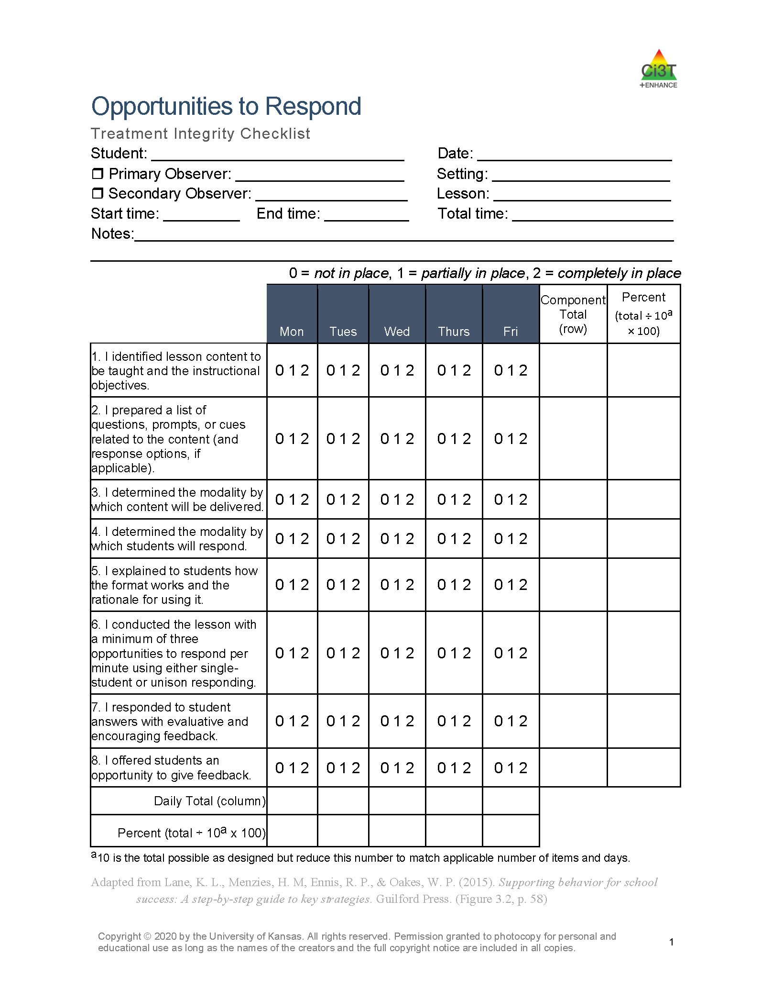 Ci3T
+ENHANCE
Opportunities to Respond
Treatment Integrity Checklist
Student: ______________________________ Date: ______________________
❒ Primary Observer: ____________________ Setting: ____________________
❒ Secondary Observer: __________________ Lesson: ____________________
Start time: _________ End time: __________ Total time: ___________________
Notes:________________________________________________________________
_____________________________________________________________________
0 = not in place, 1 = partially in place, 2 = completely in place
Mon Tues Wed Thurs Fri
Component
Total
(row)
Percent
(total ÷ 10ª
× 100)
1. I identified lesson content to
be taught and the instructional
objectives.
0 1 2 0 1 2 0 1 2 0 1 2 0 1 2
2. I prepared a list of
questions, prompts, or cues
related to the content (and
response options, if
applicable).
0 1 2 0 1 2 0 1 2 0 1 2 0 1 2
3. I determined the modality by
which content will be delivered.
0 1 2 0 1 2 0 1 2 0 1 2 0 1 2
4. I determined the modality by
which students will respond.
0 1 2 0 1 2 0 1 2 0 1 2 0 1 2
5. I explained to students how
the format works and the
rationale for using it.
0 1 2 0 1 2 0 1 2 0 1 2 0 1 2
6. I conducted the lesson with
a minimum of three
opportunities to respond per
minute using either single-
student or unison responding.
0 1 2 0 1 2 0 1 2 0 1 2 0 1 2
7. I responded to student
answers with evaluative and
encouraging feedback.
0 1 2 0 1 2 0 1 2 0 1 2 0 1 2
8. I offered students an
opportunity to give feedback.
0 1 2 0 1 2 0 1 2 0 1 2 0 1 2
Daily Total (column)
Percent (total ÷ 10ª x 100)
ª10 is the total possible as designed but reduce this number to match applicable number of items and days.
Adapted from Lane, K. L., Menzies, H. M, Ennis, R. P., & Oakes, W. P. (2015). Supporting behavior for school
success: A step-by-step guide to key strategies. Guilford Press. (Figure 3.2, p. 58)
Copyright © 2020 by the University of Kansas. All rights reserved. Permission granted to photocopy for personal and
educational use as long as the names of the creators and the full copyright notice are included in all copies.
1